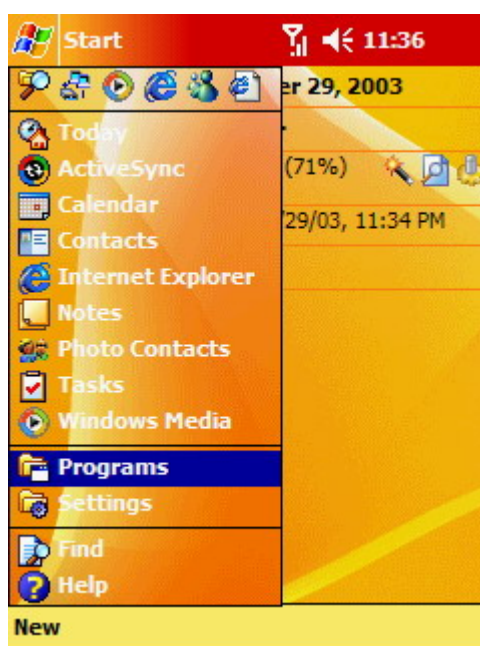 Start 11:36
er 29, 2003
Today
ActiveSync (71%)
Calendar /29/03, 11:34 PM
Contacts
Internet Explorer
Notes
Photo Contacts
Tasks
Windows Media
Programs
Settings
Find
Help
New